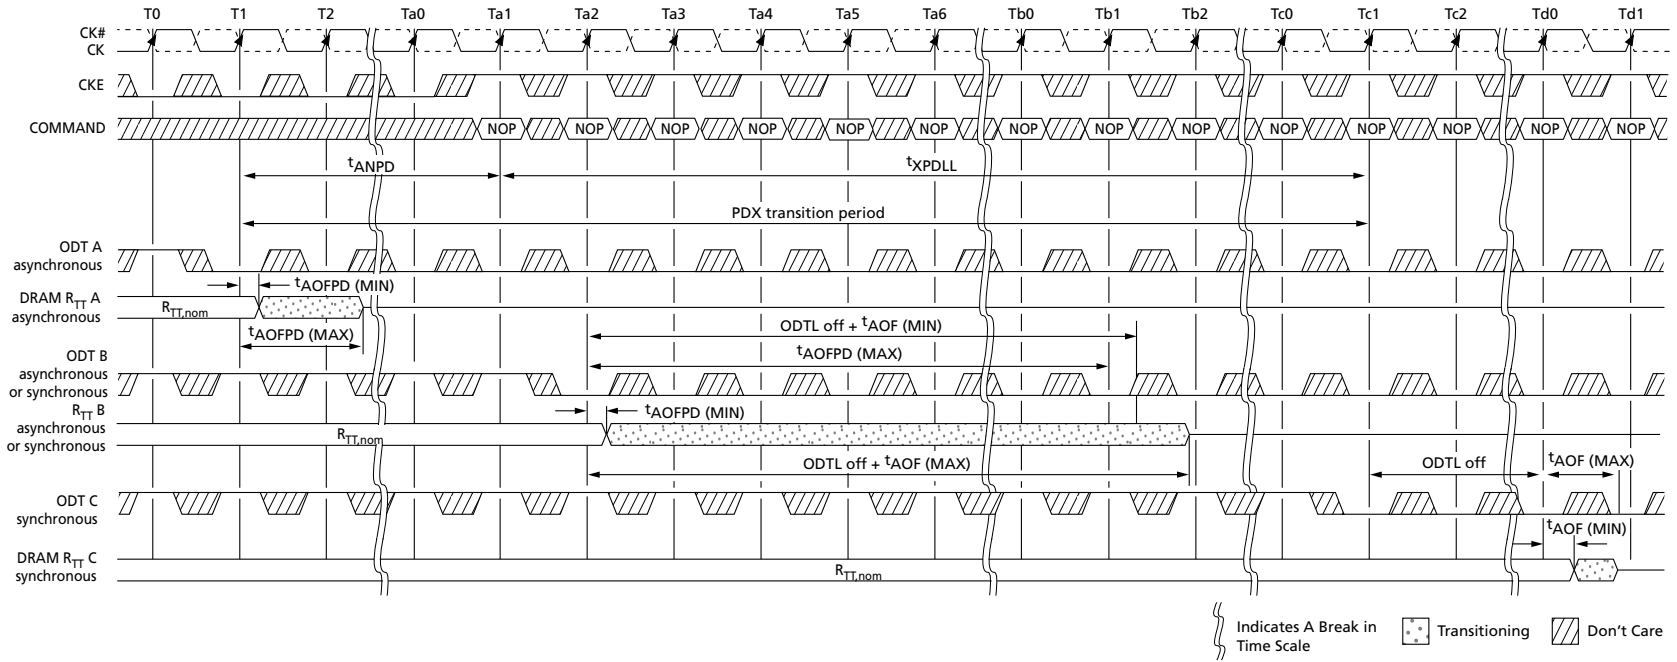 T0 T1 T2 Ta0 Ta1 Ta2 Ta3 Ta4 Ta5 Ta6 Tb0 Tb1 Tb2 Tc0 Tc1 Tc2 Td0 Td1
CK#
CK
CKE
COMMAND NOP NOP NOP NOP NOP NOP NOP NOP NOP NOP NOP NOP NOP NOP
tANPD tXPDLL
PDX transition period
ODT A
asynchronous
tAOFPD (MIN)
DRAM RTT A
asynchronous
RTT,nom
tAOFPD (MAX)
ODTL off + tAOF (MIN)
tAOFPD (MAX)
ODT B
asynchronous
or synchronous
tAOFPD (MIN)
RTT B
asynchronous
or synchronous
RTT,nom
ODTL off + tAOF (MAX)
ODTL off tAOF (MAX)
ODT C
synchronous
tAOF (MIN)
DRAM RTT C
synchronous
RTT,nom
Indicates A Break in
Time Scale
Transitioning
Don't Care